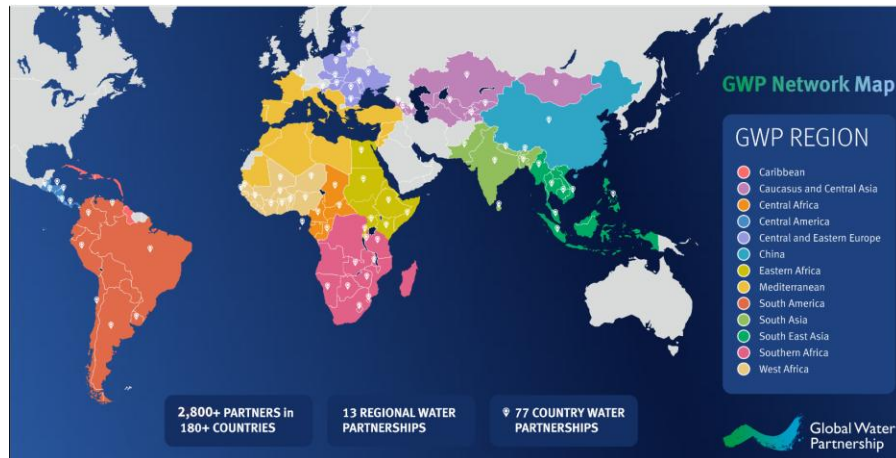 GWP Network Map
GWP REGION
Caribbean
Caucasus and Central Asia
Central Africa
Central America
Central and Eastern Europe
China
Eastern Africa
Mediterranean
South America
South Asia
South East Asia
Southern Africa
West Africa
2,800+ PARTNERS in
180+ COUNTRIES
13 REGIONAL WATER
PARTNERSHIPS
77 COUNTRY WATER
PARTNERSHIPS
Global Water
Partnership